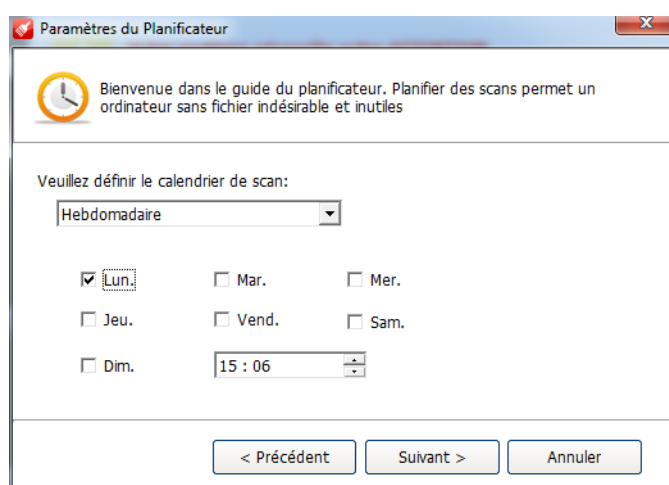 Paramètres du Planificateur
Bienvenue dans le guide du planificateur. Planifier des scans permet un
ordinateur sans fichier indésirable et inutiles
Veuillez définir le calendrier de scan:
Hebdomadaire
Lun. Mar. Mer.
Jeu. Vend. Sam.
Dim. 15 : 06
< Précédent Suivant > Annuler